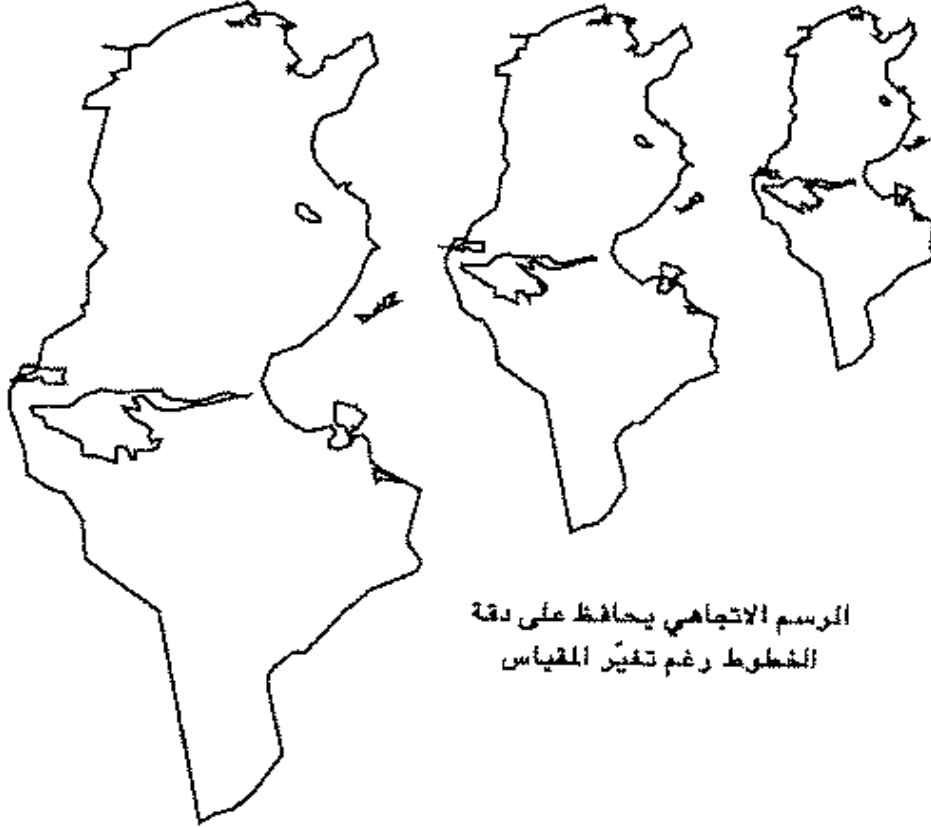 الرسم الاتجاهي يحافظ على دقة
الخطوط رغم تغيّر المقياس